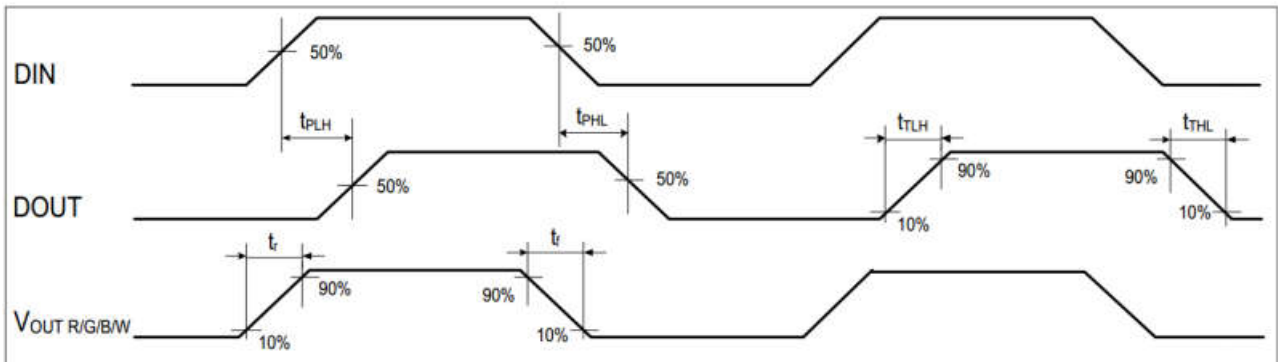 DIN
50%
50%
tPLH
tPHL
tTLH
tTHL
DOUT
50%
50%
90%
90%
10%
10%
tr
tf
VOUT R/G/B/W
90%
90%
10%
10%